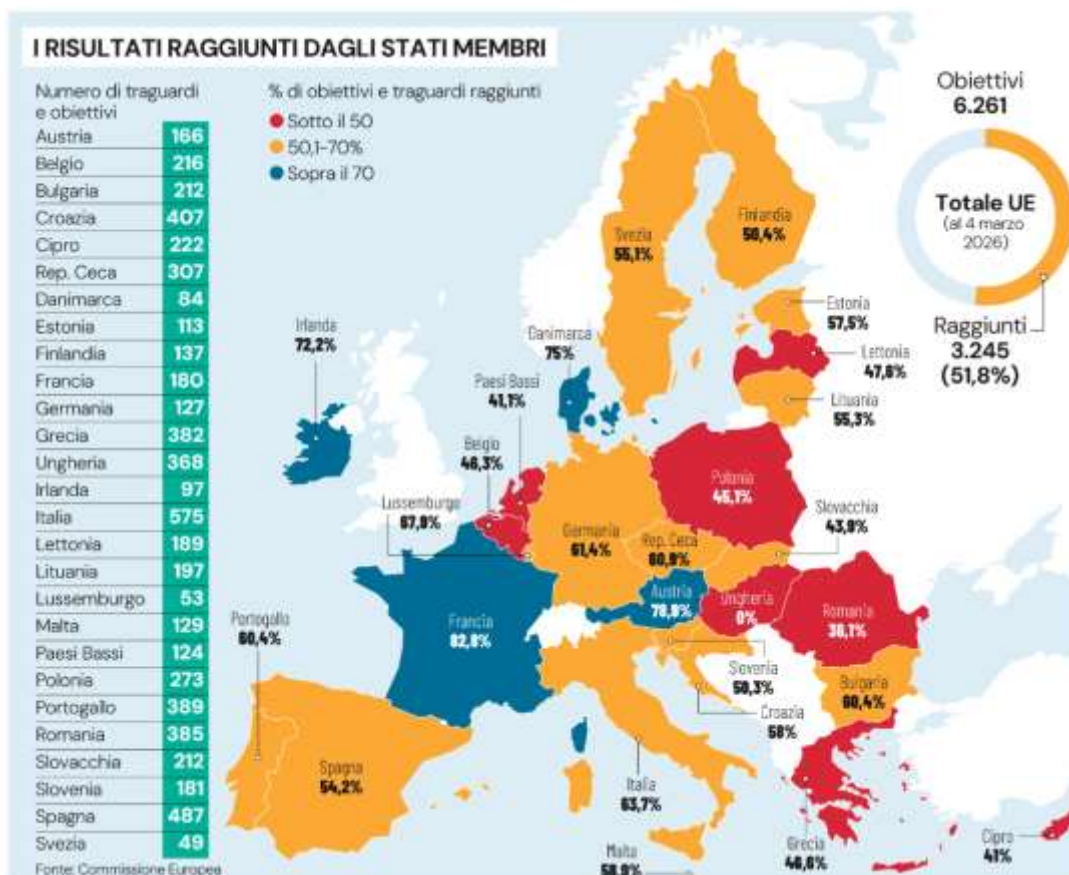 I RISULTATI RAGGIUNTI DAGLI STATI MEMBRI
Numero di traguardi
e obiettivi
Austria 166
Belgio 216
Bulgaria 212
Croazia 407
Cipro 222
Rep. Ceca 307
Danimarca 84
Estonia 113
Finlandia 137
Francia 180
Germania 127
Grecia 382
Ungheria 368
Irlanda 97
Italia 575
Lettonia 189
Lituania 197
Lussemburgo 53
Malta 129
Paesi Bassi 124
Polonia 273
Portogallo 389
Romania 385
Slovacchia 212
Slovenia 181
Spagna 487
Svezia 49
Fonte: Commissione Europea
% di obiettivi e traguardi raggiunti
Sotto il 50
50,1-70%
Sopra il 70
Obiettivi
6.261
Totale UE
(al 4 marzo
2026)
Raggiunti
3.245
(51,8%)
Finlandia
50,4%
Svezia
55,1%
Estonia
57,5%
Irlanda
72,2%
Danimarca
75%
Lettonia
47,6%
Paesi Bassi
41,1%
Lituania
55,3%
Belgio
46,3%
Polonia
45,1%
Lussemburgo
67,9%
Slovacchia
43,9%
Germania
61,4%
Rep. Ceca
60,9%
Austria
78,9%
Ungheria
0%
Romania
36,1%
Francia
82,8%
Portogallo
60,4%
Slovenia
50,3%
Bulgaria
60,4%
Croazia
58%
Spagna
54,2%
Italia
63,7%
Grecia
46,6%
Cipro
41%
Malta
58,9%